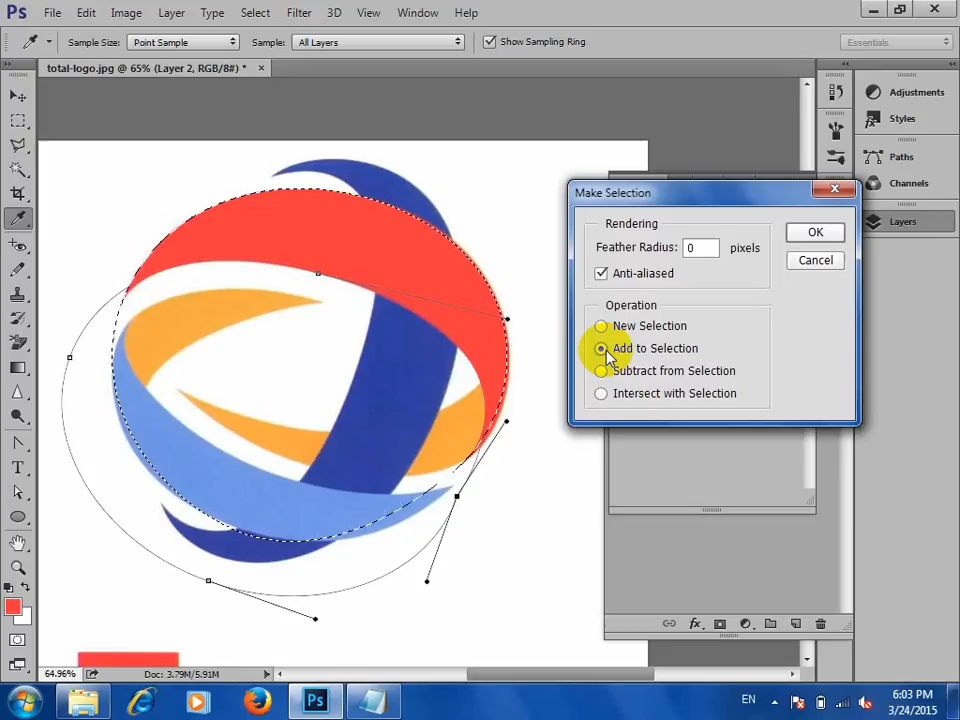 Ps File Edit Image Layer Type Select Filter 3D View Window Help
Sample Size: Point Sample Sample: All Layers Show Sampling Ring Essentials
total-logo.jpg @ 65% (Layer 2, RGB/8#) * ×
Adjustments
Styles
Paths
Channels
Layers
Make Selection
Rendering
Feather Radius: 0 pixels
Anti-aliased
OK
Cancel
Operation
New Selection
Add to Selection
Subtract from Selection
Intersect with Selection
T
fx
64.96% Doc: 3.79M/5.91M
Ps
EN
6:03 PM
3/24/2015